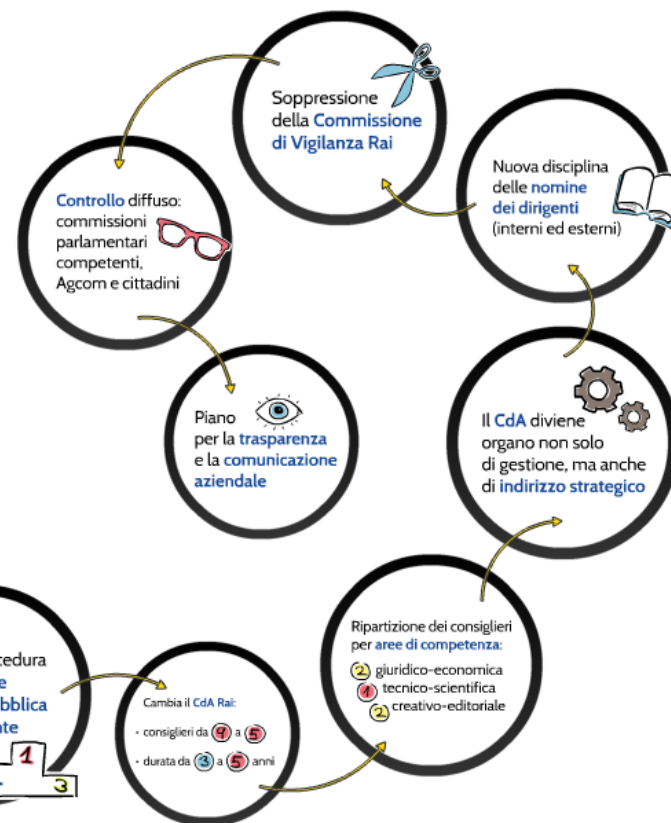 Soppressione
della Commissione
di Vigilanza Rai
Nuova disciplina
delle nomine
dei dirigenti
(interni ed esterni)
Controllo diffuso:
commissioni
parlamentari
competenti,
Agcom e cittadini
Piano
per la trasparenza
e la comunicazione
aziendale
Il CdA diviene
organo non solo
di gestione, ma anche
di indirizzo strategico
Ripartizione dei consiglieri
per aree di competenza:
2 giuridico-economica
1 tecnico-scientifica
2 creativo-editoriale
Cambia il CdA Rai:
- consiglieri da 9 a 5
- durata da 3 a 5 anni
1
3